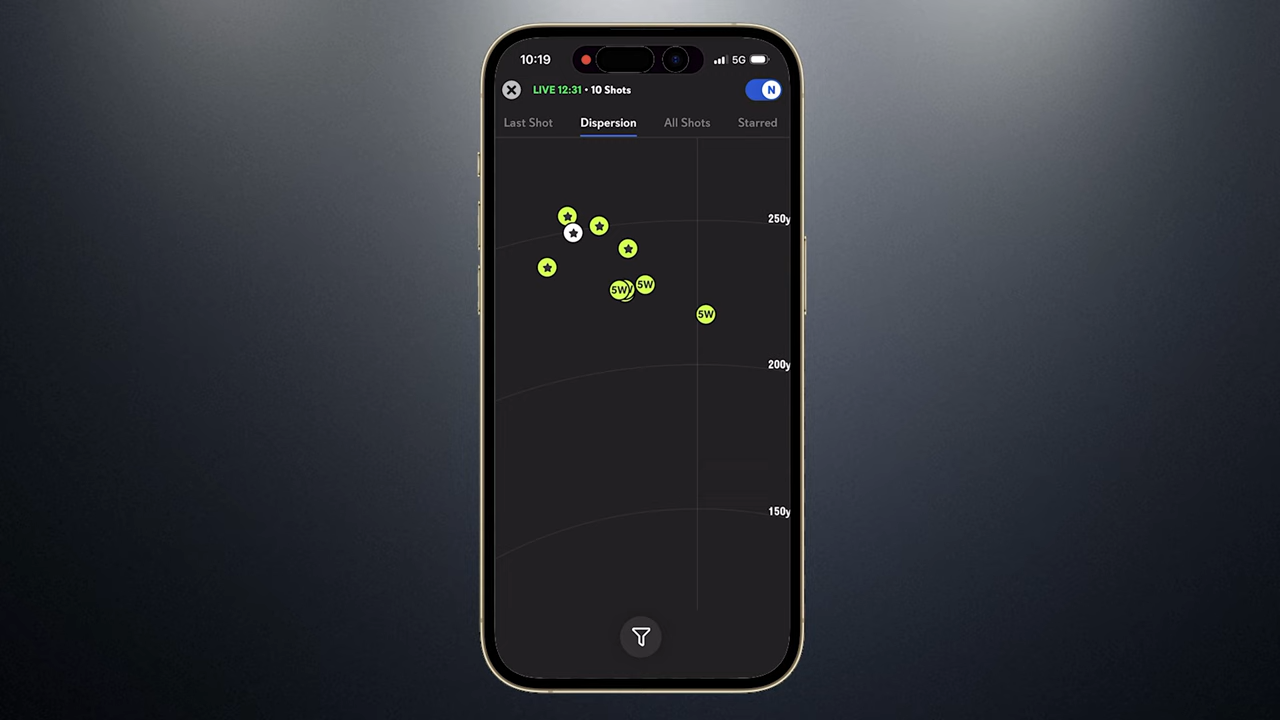 10:19
5G
LIVE 12:31 • 10 Shots
N
Last Shot
Dispersion
All Shots
Starred
250y
5W
5W
5W
200y
150y